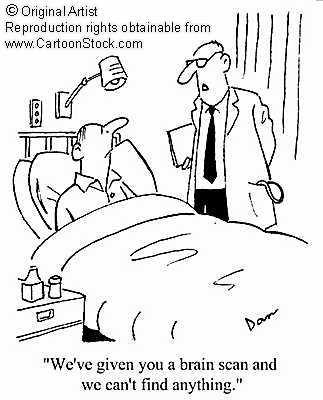 © Original Artist
Reproduction rights obtainable from
www.CartoonStock.com
Dan
"We've given you a brain scan and
we can't find anything."